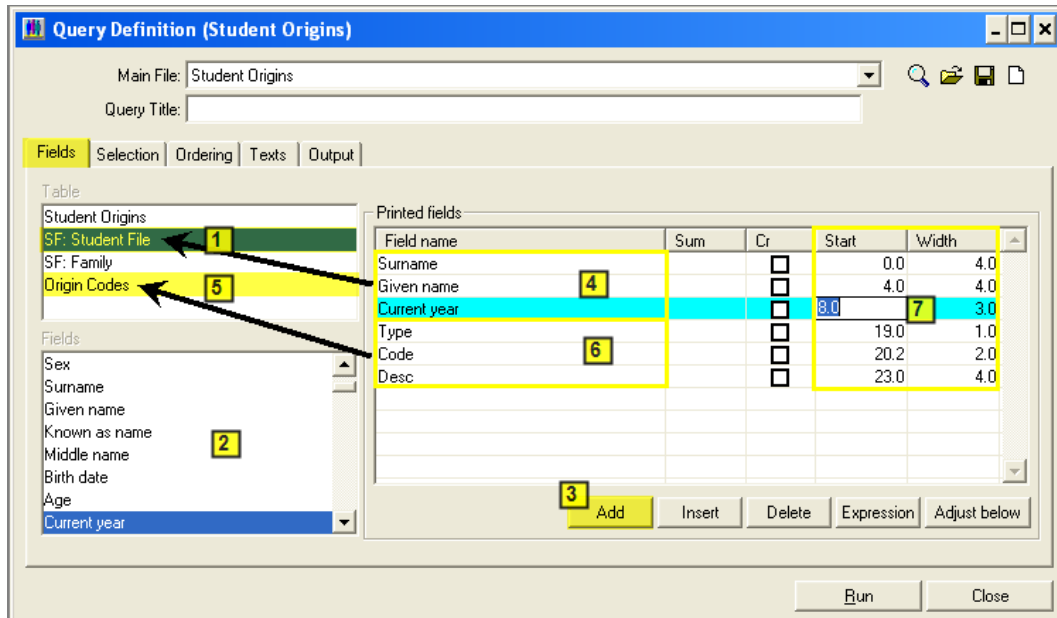 Query Definition (Student Origins)
Main File: Student Origins
Query Title:
Fields Selection Ordering Texts Output
Table
Student Origins
SF: Student File 1
SF: Family
Origin Codes 5
Fields
Sex
Surname
Given name
Known as name
Middle name 2
Birth date
Age
Current year
Printed fields
Field name Sum Cr Start Width
Surname 0.0 4.0
Given name 4 4.0 4.0
Current year 8.0 7 3.0
Type 19.0 1.0
Code 6 20.2 2.0
Desc 23.0 4.0
3
Add Insert Delete Expression Adjust below
Run Close